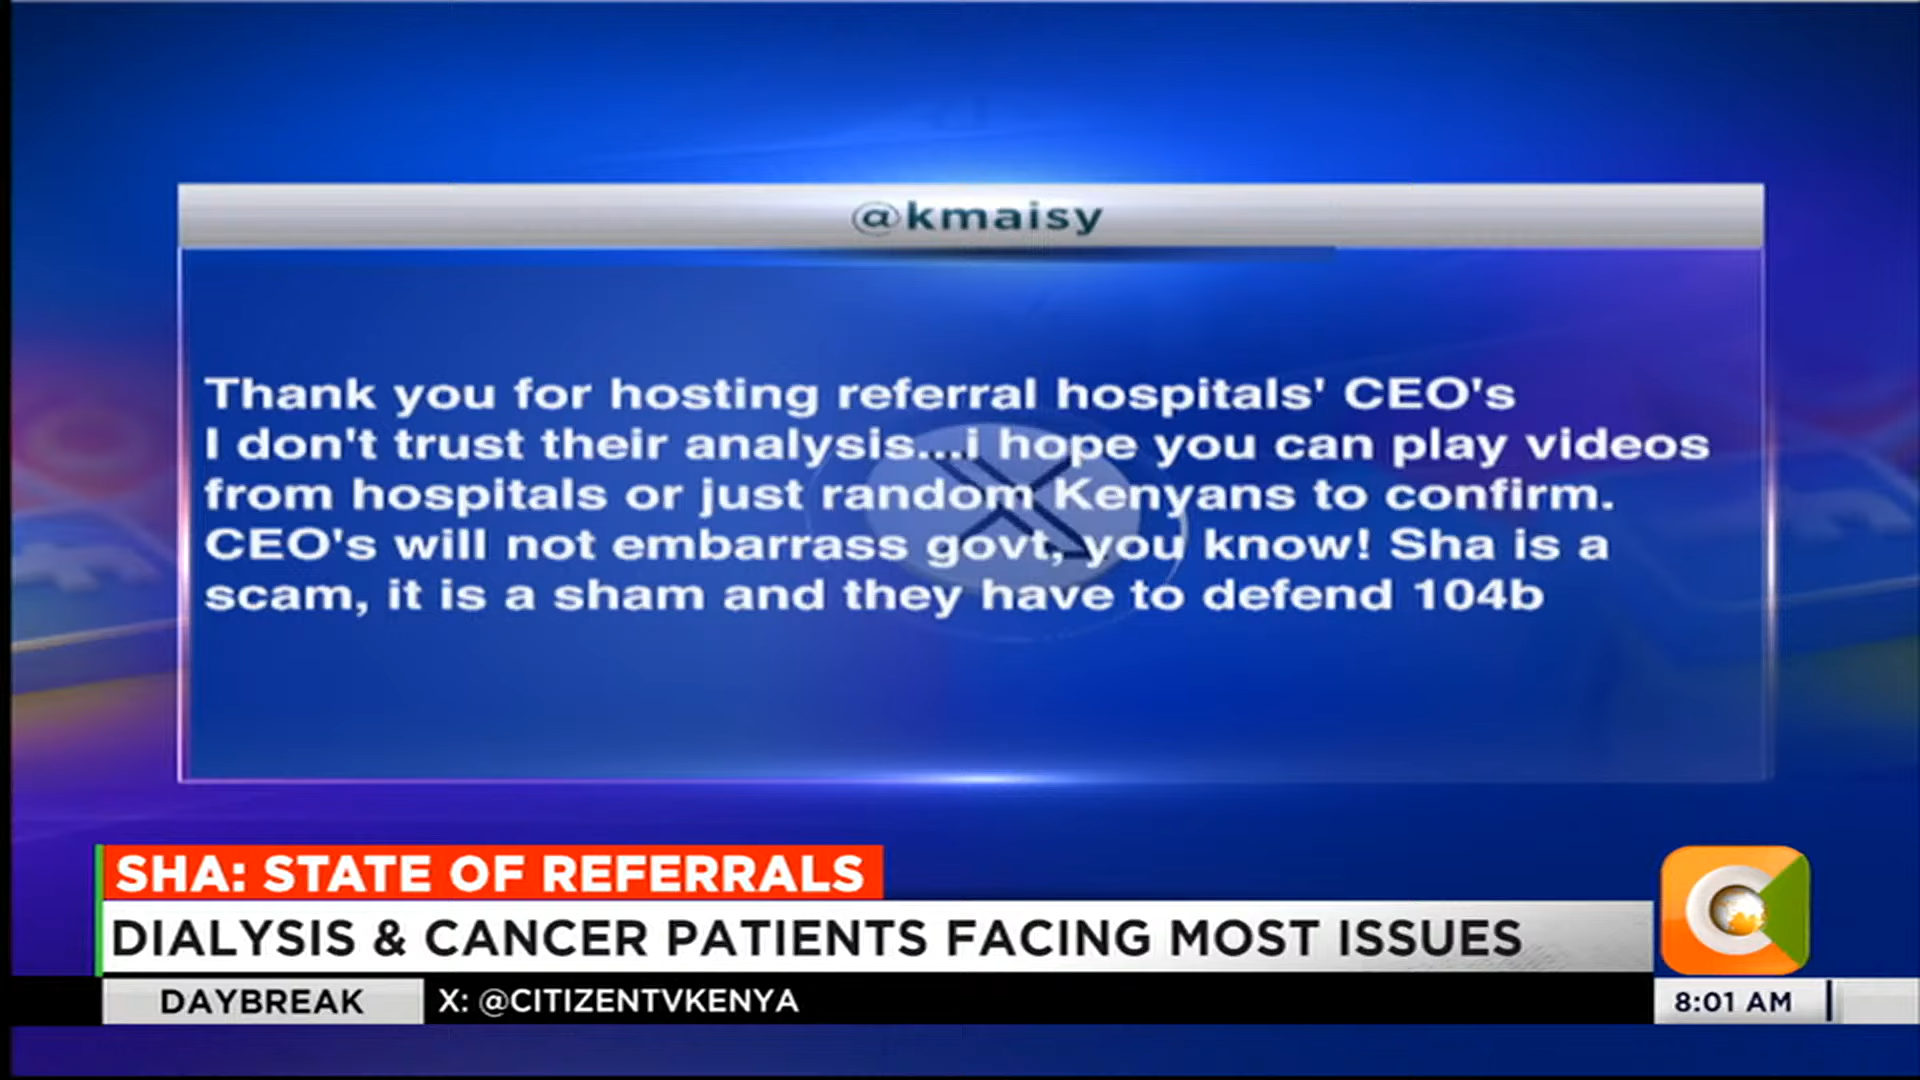 @kmaisy
Thank you for hosting referral hospitals' CEO's
I don't trust their analysis....i hope you can play videos
from hospitals or just random Kenyans to confirm.
CEO's will not embarrass govt, you know! Sha is a
scam, it is a sham and they have to defend 104b
SHA: STATE OF REFERRALS
DIALYSIS & CANCER PATIENTS FACING MOST ISSUES
DAYBREAK
X: @CITIZENTVKENYA
8:01 AM